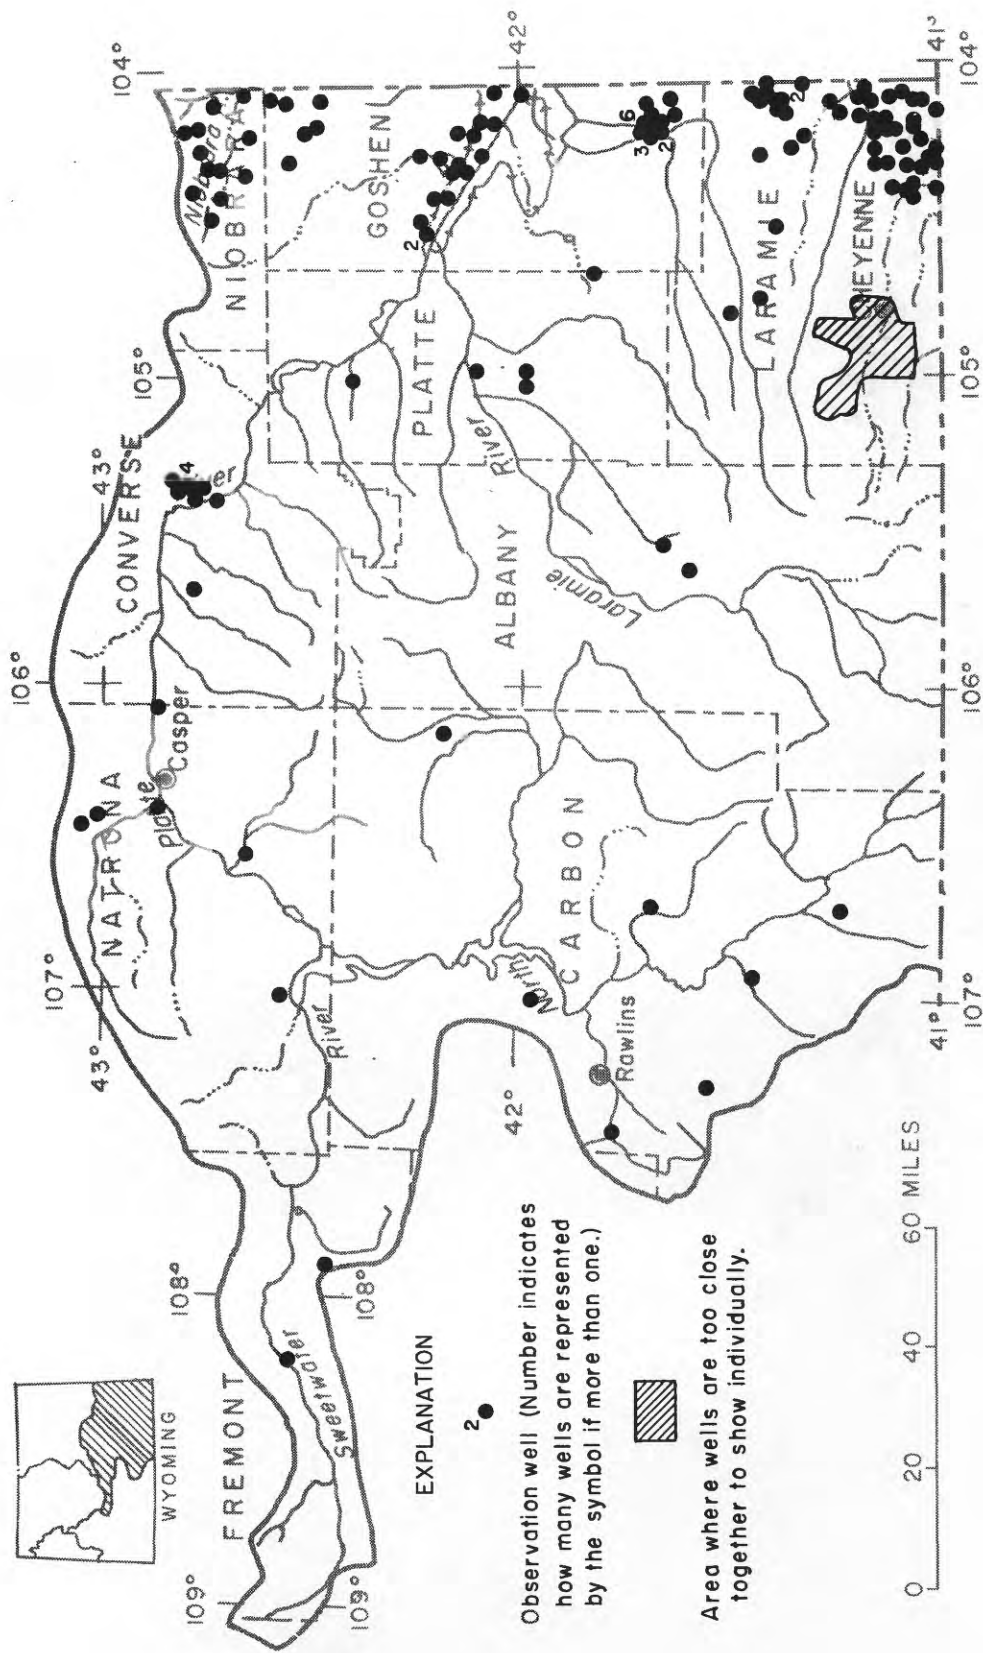 WYOMING
109°
108°
107°
106°
105°
104°
43°
43°
FREMONT
NATRONA
CONVERSE
NIOBRARA
Niobrara
Platte
Casper
Sweetwater
River
GOSHEN
PLATTE
ALBANY
CARBON
LARAMIE
North
River
Laramie
Rawlins
4
2
3
6
2
2
42°
42°
109°
108°
EXPLANATION
2
Observation well (Number indicates
how many wells are represented
by the symbol if more than one.)
Area where wells are too close
together to show individually.
0 20 40 60 MILES
41°
107°
106°
105°
104°